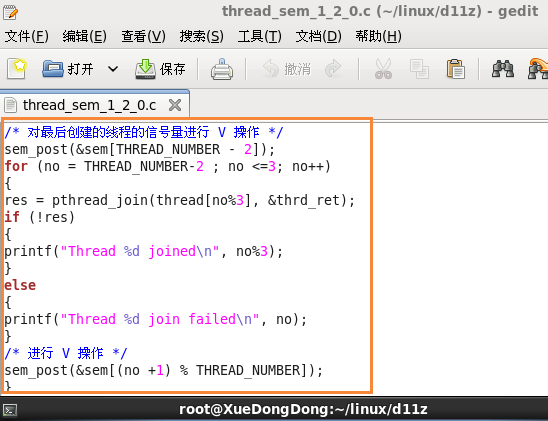 thread_sem_1_2_0.c (~/linux/d11z) - gedit
文件(F) 编辑(E) 查看(V) 搜索(S) 工具(T) 文档(D) 帮助(H)
打开 保存 撤消
thread_sem_1_2_0.c
/* 对最后创建的线程的信号量进行 V 操作 */
sem_post(&sem[THREAD_NUMBER - 2]);
for (no = THREAD_NUMBER-2 ; no <=3; no++)
{
res = pthread_join(thread[no%3], &thrd_ret);
if (!res)
{
printf("Thread %d joined\n", no%3);
}
else
{
printf("Thread %d join failed\n", no);
}
/* 进行 V 操作 */
sem_post(&sem[(no +1) % THREAD_NUMBER]);
}
root@XueDongDong:~/linux/d11z